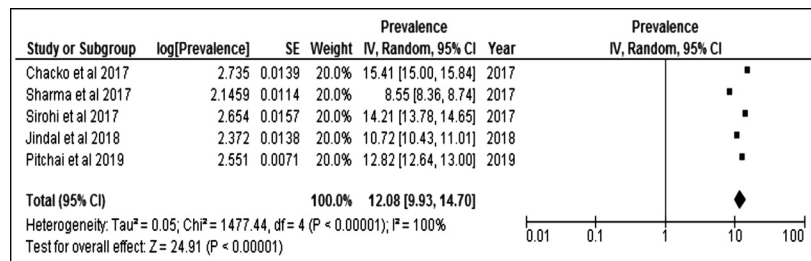 Prevalence Prevalence
Study or Subgroup log[Prevalence] SE Weight IV, Random, 95% CI Year IV, Random, 95% CI
Chacko et al 2017 2.735 0.0139 20.0% 15.41 [15.00, 15.84] 2017
Sharma et al 2017 2.1459 0.0114 20.0% 8.55 [8.36, 8.74] 2017
Sirohi et al 2017 2.654 0.0157 20.0% 14.21 [13.78, 14.65] 2017
Jindal et al 2018 2.372 0.0138 20.0% 10.72 [10.43, 11.01] 2018
Pitchai et al 2019 2.551 0.0071 20.0% 12.82 [12.64, 13.00] 2019
Total (95% CI) 100.0% 12.08 [9.93, 14.70]
Heterogeneity: Tau² = 0.05; Chi² = 1477.44, df = 4 (P < 0.00001); I² = 100%
Test for overall effect: Z = 24.91 (P < 0.00001)
0.01 0.1 1 10 100